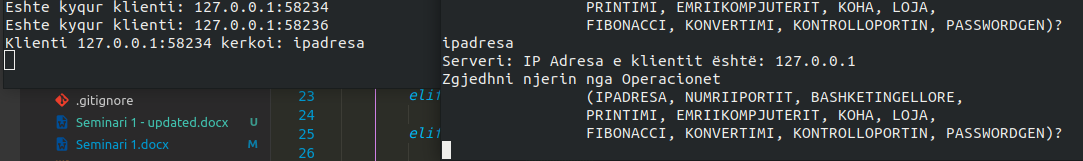 Eshte kyqur klienti: 127.0.0.1:58234
Eshte kyqur klienti: 127.0.0.1:58236
Klienti 127.0.0.1:58234 kerkoi: ipadresa
.gitignore
Seminari 1 - updated.docx U
Seminari 1.docx M
23 elif
24
25 elif
26
PRINTIMI, EMRIIKOMPJUTERIT, KOHA, LOJA,
FIBONACCI, KONVERTIMI, KONTROLLOPORTIN, PASSWORDGEN)?
ipadresa
Serveri: IP Adresa e klientit është: 127.0.0.1
Zgjedhni njerin nga Operacionet
(IPADRESA, NUMRIIPORTIT, BASHKETINGELLORE,
PRINTIMI, EMRIIKOMPJUTERIT, KOHA, LOJA,
FIBONACCI, KONVERTIMI, KONTROLLOPORTIN, PASSWORDGEN)?